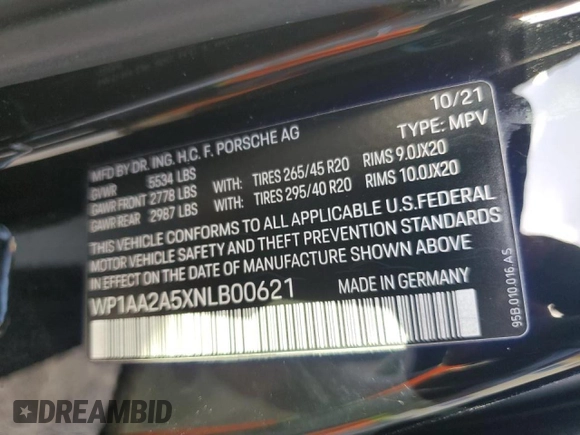 10/21
MFD BY DR. ING. H.C. F. PORSCHE AG TYPE: MPV
GVWR 5534 LBS
GAWR FRONT 2778 LBS WITH: TIRES 265/45 R20 RIMS 9.0JX20
GAWR REAR 2987 LBS WITH: TIRES 295/40 R20 RIMS 10.0JX20
THIS VEHICLE CONFORMS TO ALL APPLICABLE U.S.FEDERAL
MOTOR VEHICLE SAFETY AND THEFT PREVENTION STANDARDS
IN EFFECT ON THE DATE OF MANUFACTURE SHOWN ABOVE
WP1AA2A5XNLB00621 MADE IN GERMANY
95B.010.016.AS
DREAMBID